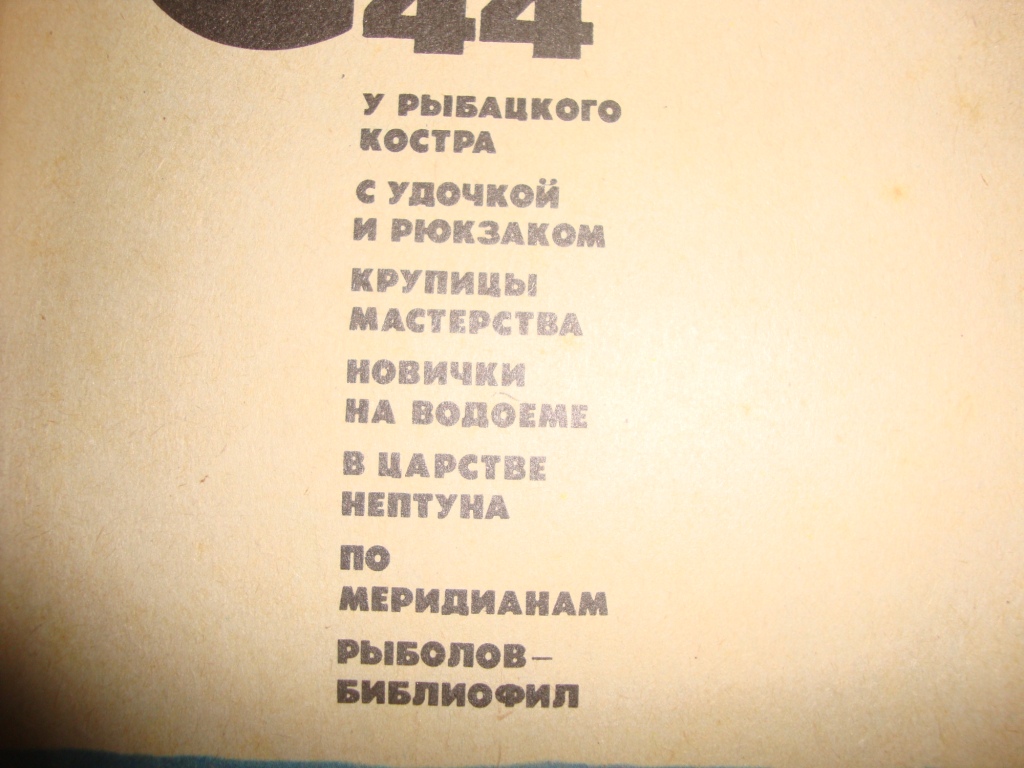 44
У РЫБАЦКОГО
КОСТРА
С УДОЧКОЙ
И РЮКЗАКОМ
КРУПИЦЫ
МАСТЕРСТВА
НОВИЧКИ
НА ВОДОЕМЕ
В ЦАРСТВЕ
НЕПТУНА
ПО
МЕРИДИАНАМ
РЫБОЛОВ–
БИБЛИОФИЛ